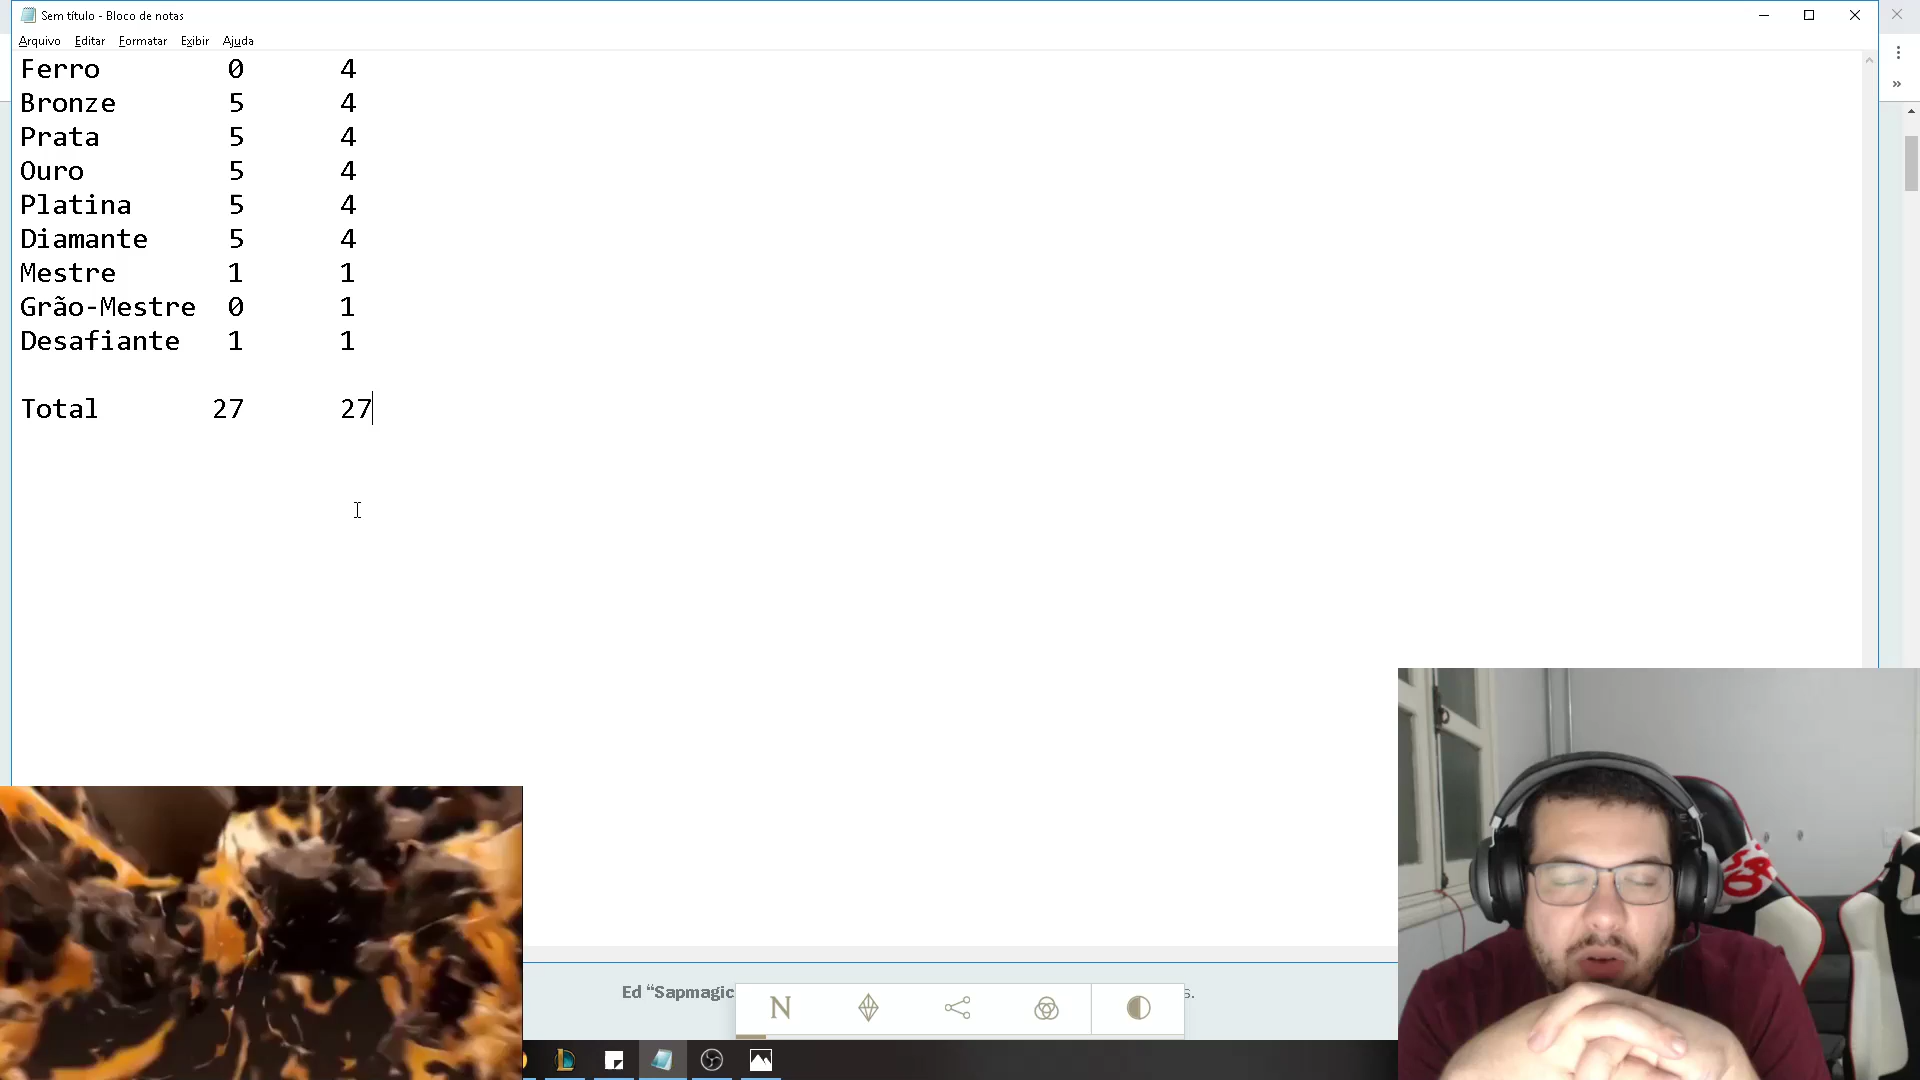 Sem título - Bloco de notas
Arquivo Editar Formatar Exibir Ajuda
Ferro 0 4
Bronze 5 4
Prata 5 4
Ouro 5 4
Platina 5 4
Diamante 5 4
Mestre 1 1
Grão-Mestre 0 1
Desafiante 1 1
Total 27 27
Ed “Sapmagic
s.
N